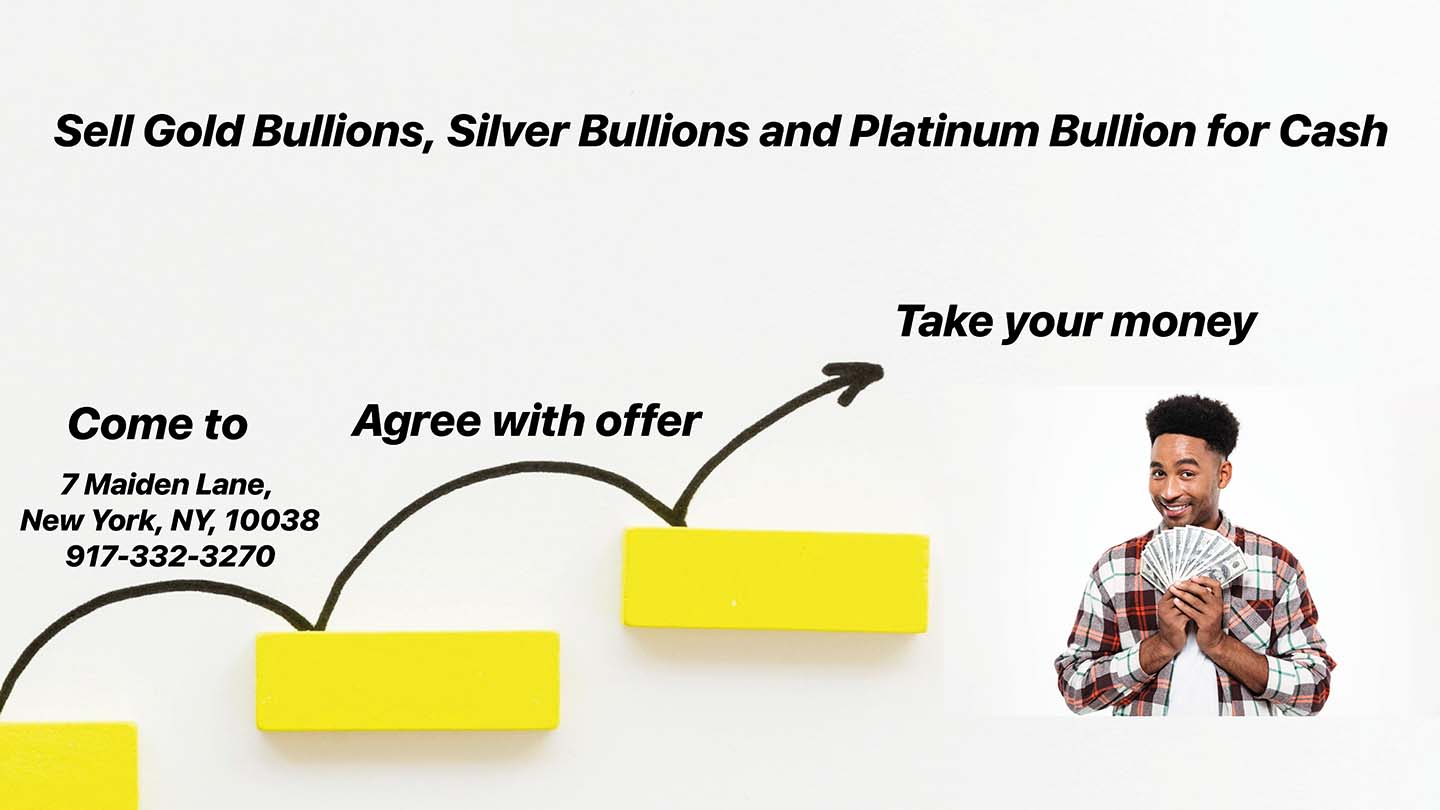 Sell Gold Bullions, Silver Bullions and Platinum Bullion for Cash
Come to
7 Maiden Lane,
New York, NY, 10038
917-332-3270
Agree with offer
Take your money